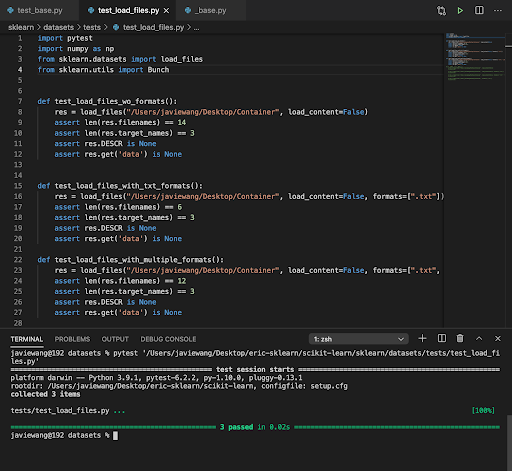 test_base.py
test_load_files.py
_base.py
sklearn > datasets > tests > test_load_files.py > ...
1 import pytest
2 import numpy as np
3 from sklearn.datasets import load_files
4 from sklearn.utils import Bunch
5
6
7 def test_load_files_wo_formats():
8 res = load_files("/Users/javiewang/Desktop/Container", load_content=False)
9 assert len(res.filenames) == 14
10 assert len(res.target_names) == 3
11 assert res.DESCR is None
12 assert res.get('data') is None
13
14
15 def test_load_files_with_txt_formats():
16 res = load_files("/Users/javiewang/Desktop/Container", load_content=False, formats=[".txt"])
17 assert len(res.filenames) == 6
18 assert len(res.target_names) == 3
19 assert res.DESCR is None
20 assert res.get('data') is None
21
22 def test_load_files_with_multiple_formats():
23 res = load_files("/Users/javiewang/Desktop/Container", load_content=False, formats=[".txt",
24 assert len(res.filenames) == 12
25 assert len(res.target_names) == 3
26 assert res.DESCR is None
27 assert res.get('data') is None
28
TERMINAL PROBLEMS OUTPUT DEBUG CONSOLE 1: zsh
javiewang@192 datasets % pytest '/Users/javiewang/Desktop/eric-sklearn/scikit-learn/sklearn/datasets/tests/test_load_fi
les.py'
test session starts
platform darwin -- Python 3.9.1, pytest-6.2.2, py-1.10.0, pluggy-0.13.1
rootdir: /Users/javiewang/Desktop/eric-sklearn/scikit-learn, configfile: setup.cfg
collected 3 items
tests/test_load_files.py ... [100%]
3 passed in 0.02s
javiewang@192 datasets %